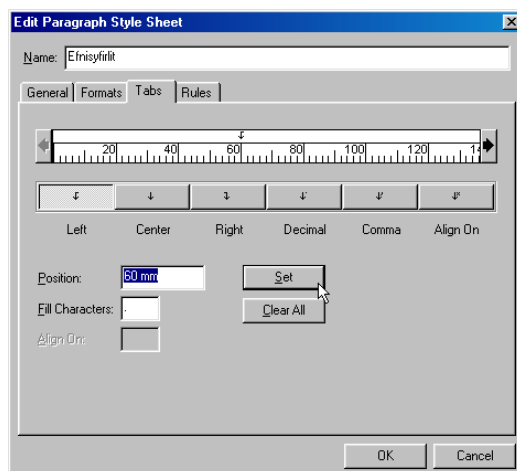 Edit Paragraph Style Sheet
Name: Efnisyfirlit
General Formats Tabs Rules
20 40 60 80 100 120 14
Left Center Right Decimal Comma Align On
Position: 60 mm Set
Fill Characters: . Clear All
Align On:
OK Cancel